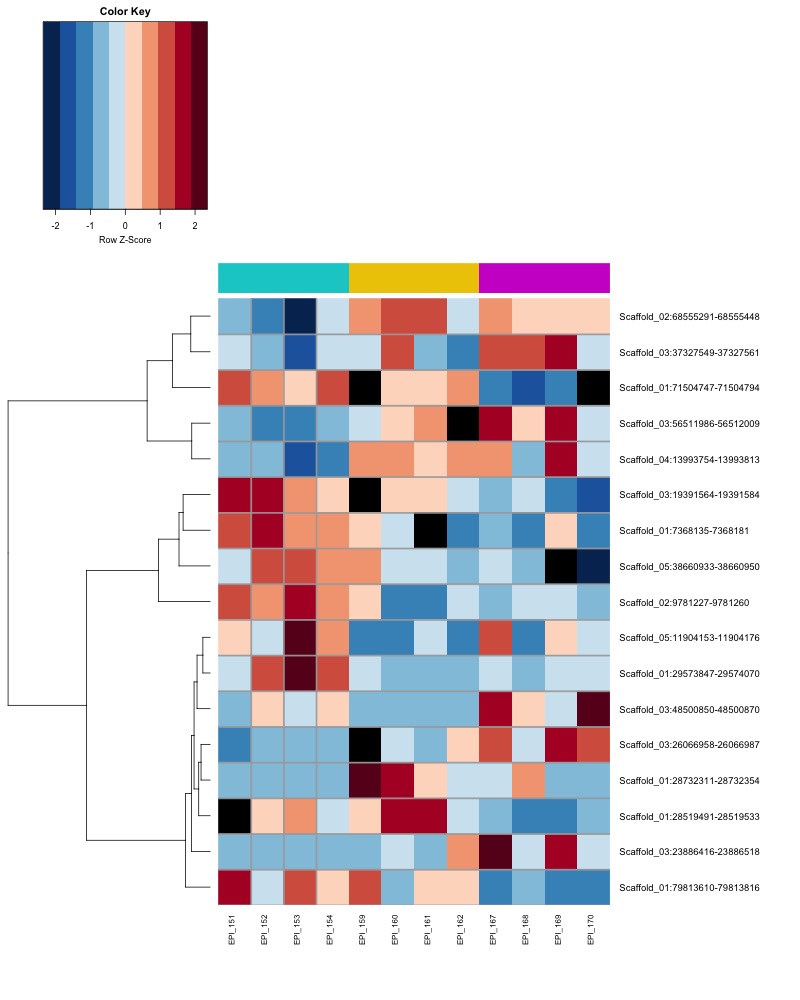 Color Key
-2 -1 0 1 2
Row Z-Score
Scaffold_02:68555291-68555448
Scaffold_03:37327549-37327561
Scaffold_01:71504747-71504794
Scaffold_03:56511986-56512009
Scaffold_04:13993754-13993813
Scaffold_03:19391564-19391584
Scaffold_01:7368135-7368181
Scaffold_05:38660933-38660950
Scaffold_02:9781227-9781260
Scaffold_05:11904153-11904176
Scaffold_01:29573847-29574070
Scaffold_03:48500850-48500870
Scaffold_03:26066958-26066987
Scaffold_01:28732311-28732354
Scaffold_01:28519491-28519533
Scaffold_03:23886416-23886518
Scaffold_01:79813610-79813816
EPI_151
EPI_152
EPI_153
EPI_154
EPI_159
EPI_160
EPI_161
EPI_162
EPI_167
EPI_168
EPI_169
EPI_170